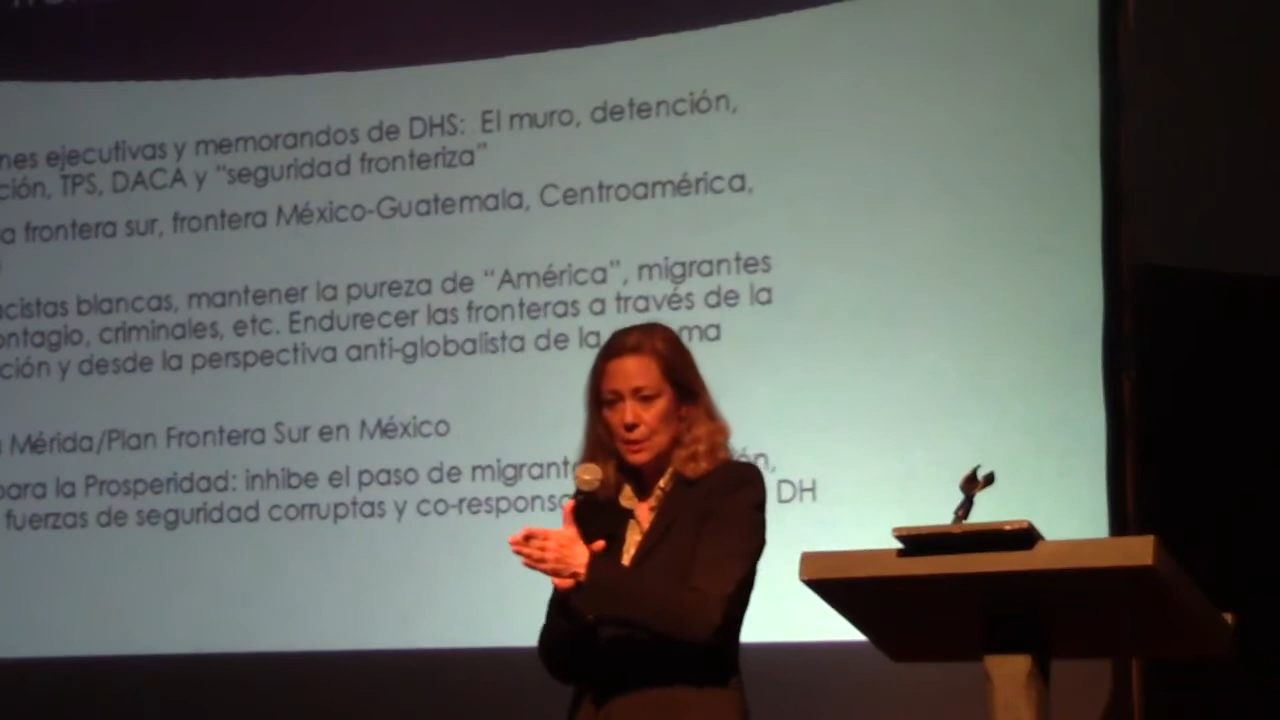 nes ejecutivas y memorandos de DHS: El muro, detención,
ción, TPS, DACA y "seguridad fronteriza"
a frontera sur, frontera México-Guatemala, Centroamérica,
acistas blancas, mantener la pureza de "América", migrantes
ontagio, criminales, etc. Endurecer las fronteras a través de la
ción y desde la perspectiva anti-globalista de la ma
Mérida/Plan Frontera Sur en México
para la Prosperidad: inhibe el paso de migrant ón,
fuerzas de seguridad corruptas y co-respons DH